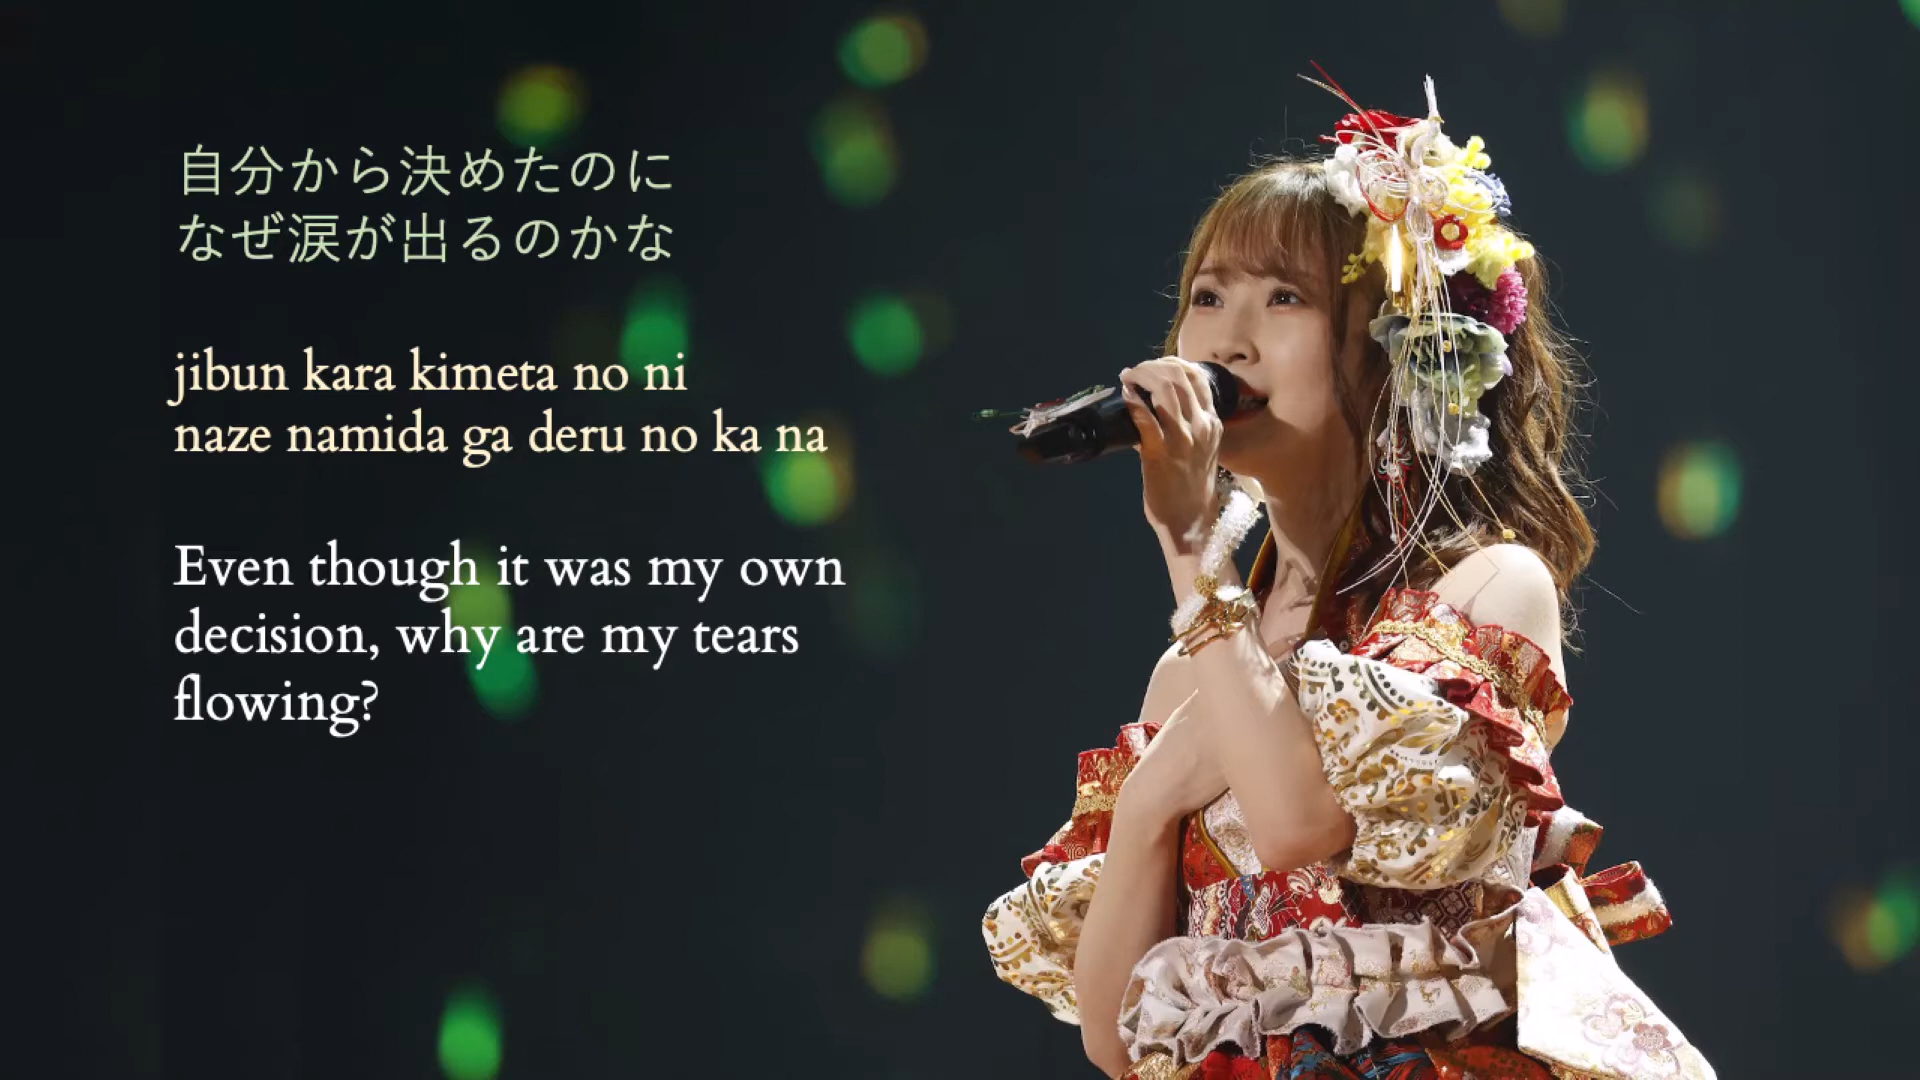 自分から決めたのに
なぜ涙が出るのかな
jibun kara kimeta no ni
naze namida ga deru no ka na
Even though it was my own
decision, why are my tears
flowing?